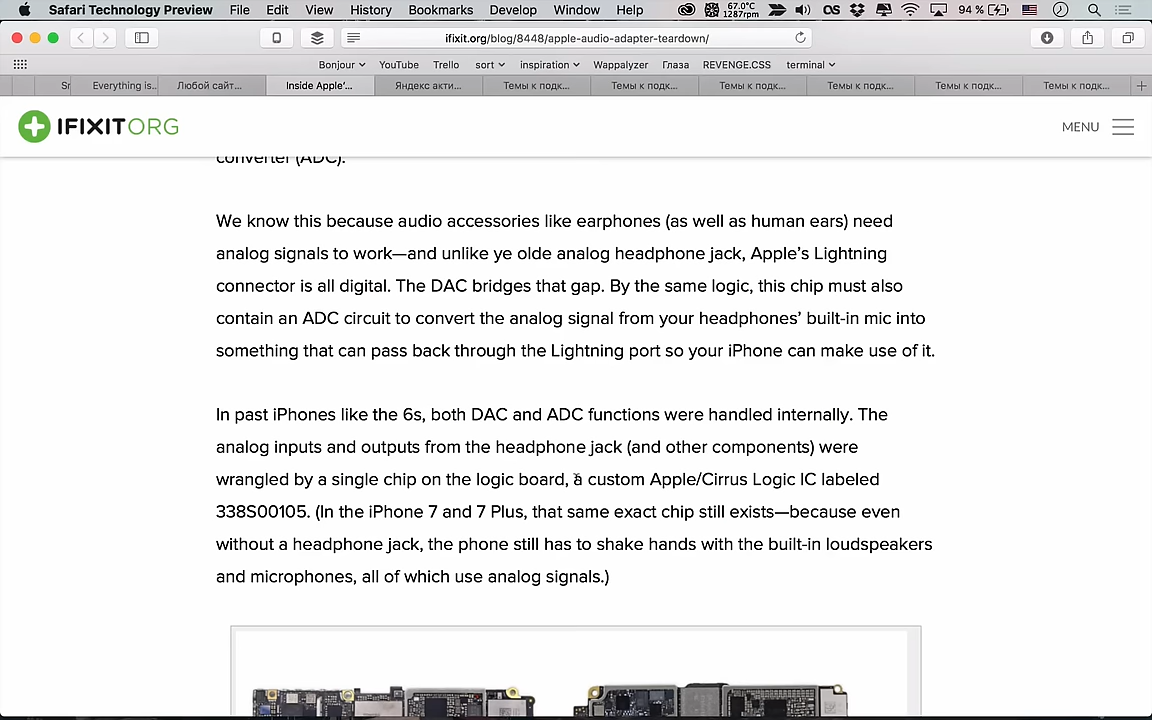 Safari Technology Preview File Edit View History Bookmarks Develop Window Help 67.0°C 1287rpm 94 %
ifixit.org/blog/8448/apple-audio-adapter-teardown/
Bonjour YouTube Trello sort inspiration Wappalyzer Глаза REVENGE.CSS terminal
Everything is... Любой сайт... Inside Apple'... Яндекс акти... Темы к подк... Темы к подк... Темы к подк... Темы к подк... Темы к подк... Темы к подк...
IFIXITORG MENU
converter (ADC).
We know this because audio accessories like earphones (as well as human ears) need
analog signals to work—and unlike ye olde analog headphone jack, Apple's Lightning
connector is all digital. The DAC bridges that gap. By the same logic, this chip must also
contain an ADC circuit to convert the analog signal from your headphones' built-in mic into
something that can pass back through the Lightning port so your iPhone can make use of it.
In past iPhones like the 6s, both DAC and ADC functions were handled internally. The
analog inputs and outputs from the headphone jack (and other components) were
wrangled by a single chip on the logic board, a custom Apple/Cirrus Logic IC labeled
338S00105. (In the iPhone 7 and 7 Plus, that same exact chip still exists—because even
without a headphone jack, the phone still has to shake hands with the built-in loudspeakers
and microphones, all of which use analog signals.)